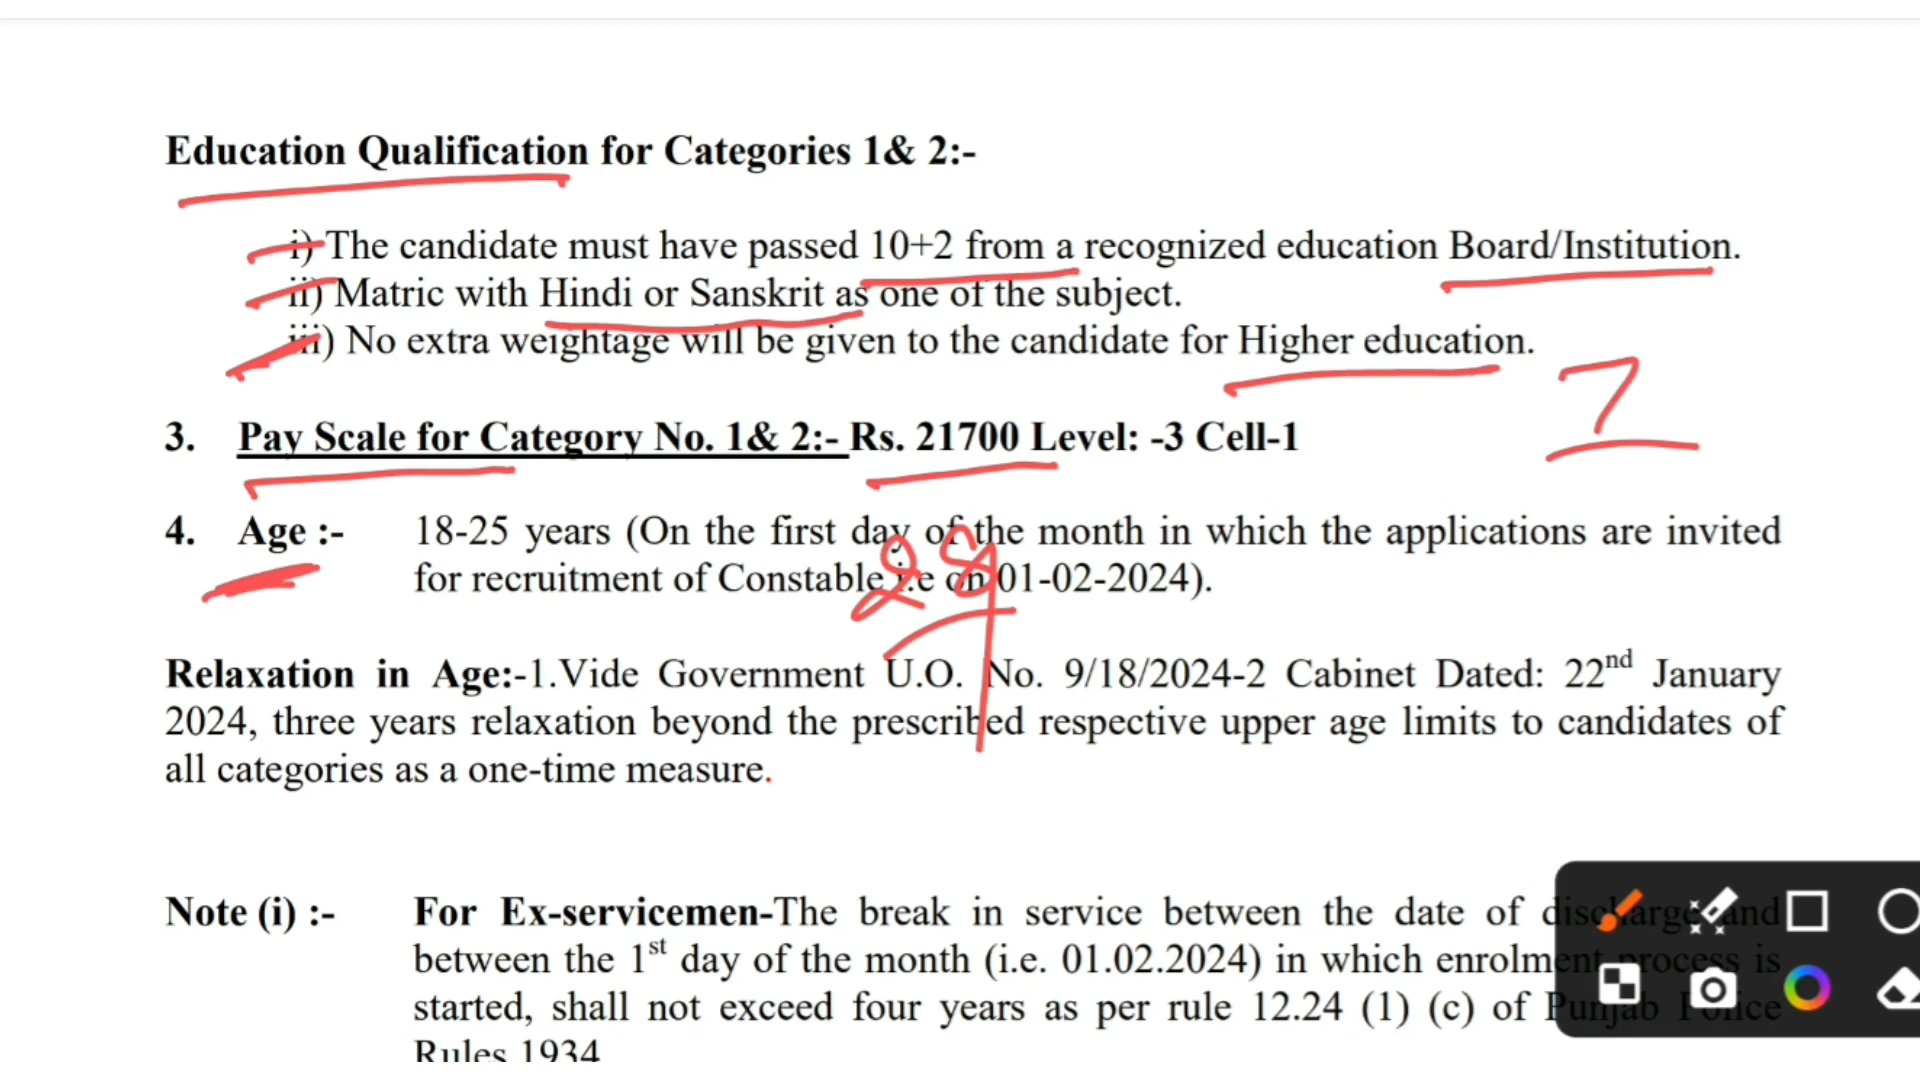 Education Qualification for Categories 1& 2:-
i) The candidate must have passed 10+2 from a recognized education Board/Institution.
ii) Matric with Hindi or Sanskrit as one of the subject.
iii) No extra weightage will be given to the candidate for Higher education.
7
3. Pay Scale for Category No. 1& 2:- Rs. 21700 Level: -3 Cell-1
4. Age :- 18-25 years (On the first day of the month in which the applications are invited
for recruitment of Constable i.e on 01-02-2024).
28
Relaxation in Age:-1.Vide Government U.O. No. 9/18/2024-2 Cabinet Dated: 22nd January
2024, three years relaxation beyond the prescribed respective upper age limits to candidates of
all categories as a one-time measure.
Note (i) :- For Ex-servicemen-The break in service between the date of discharge and
between the 1st day of the month (i.e. 01.02.2024) in which enrolment process is
started, shall not exceed four years as per rule 12.24 (1) (c) of Punjab Police
Rules 1934